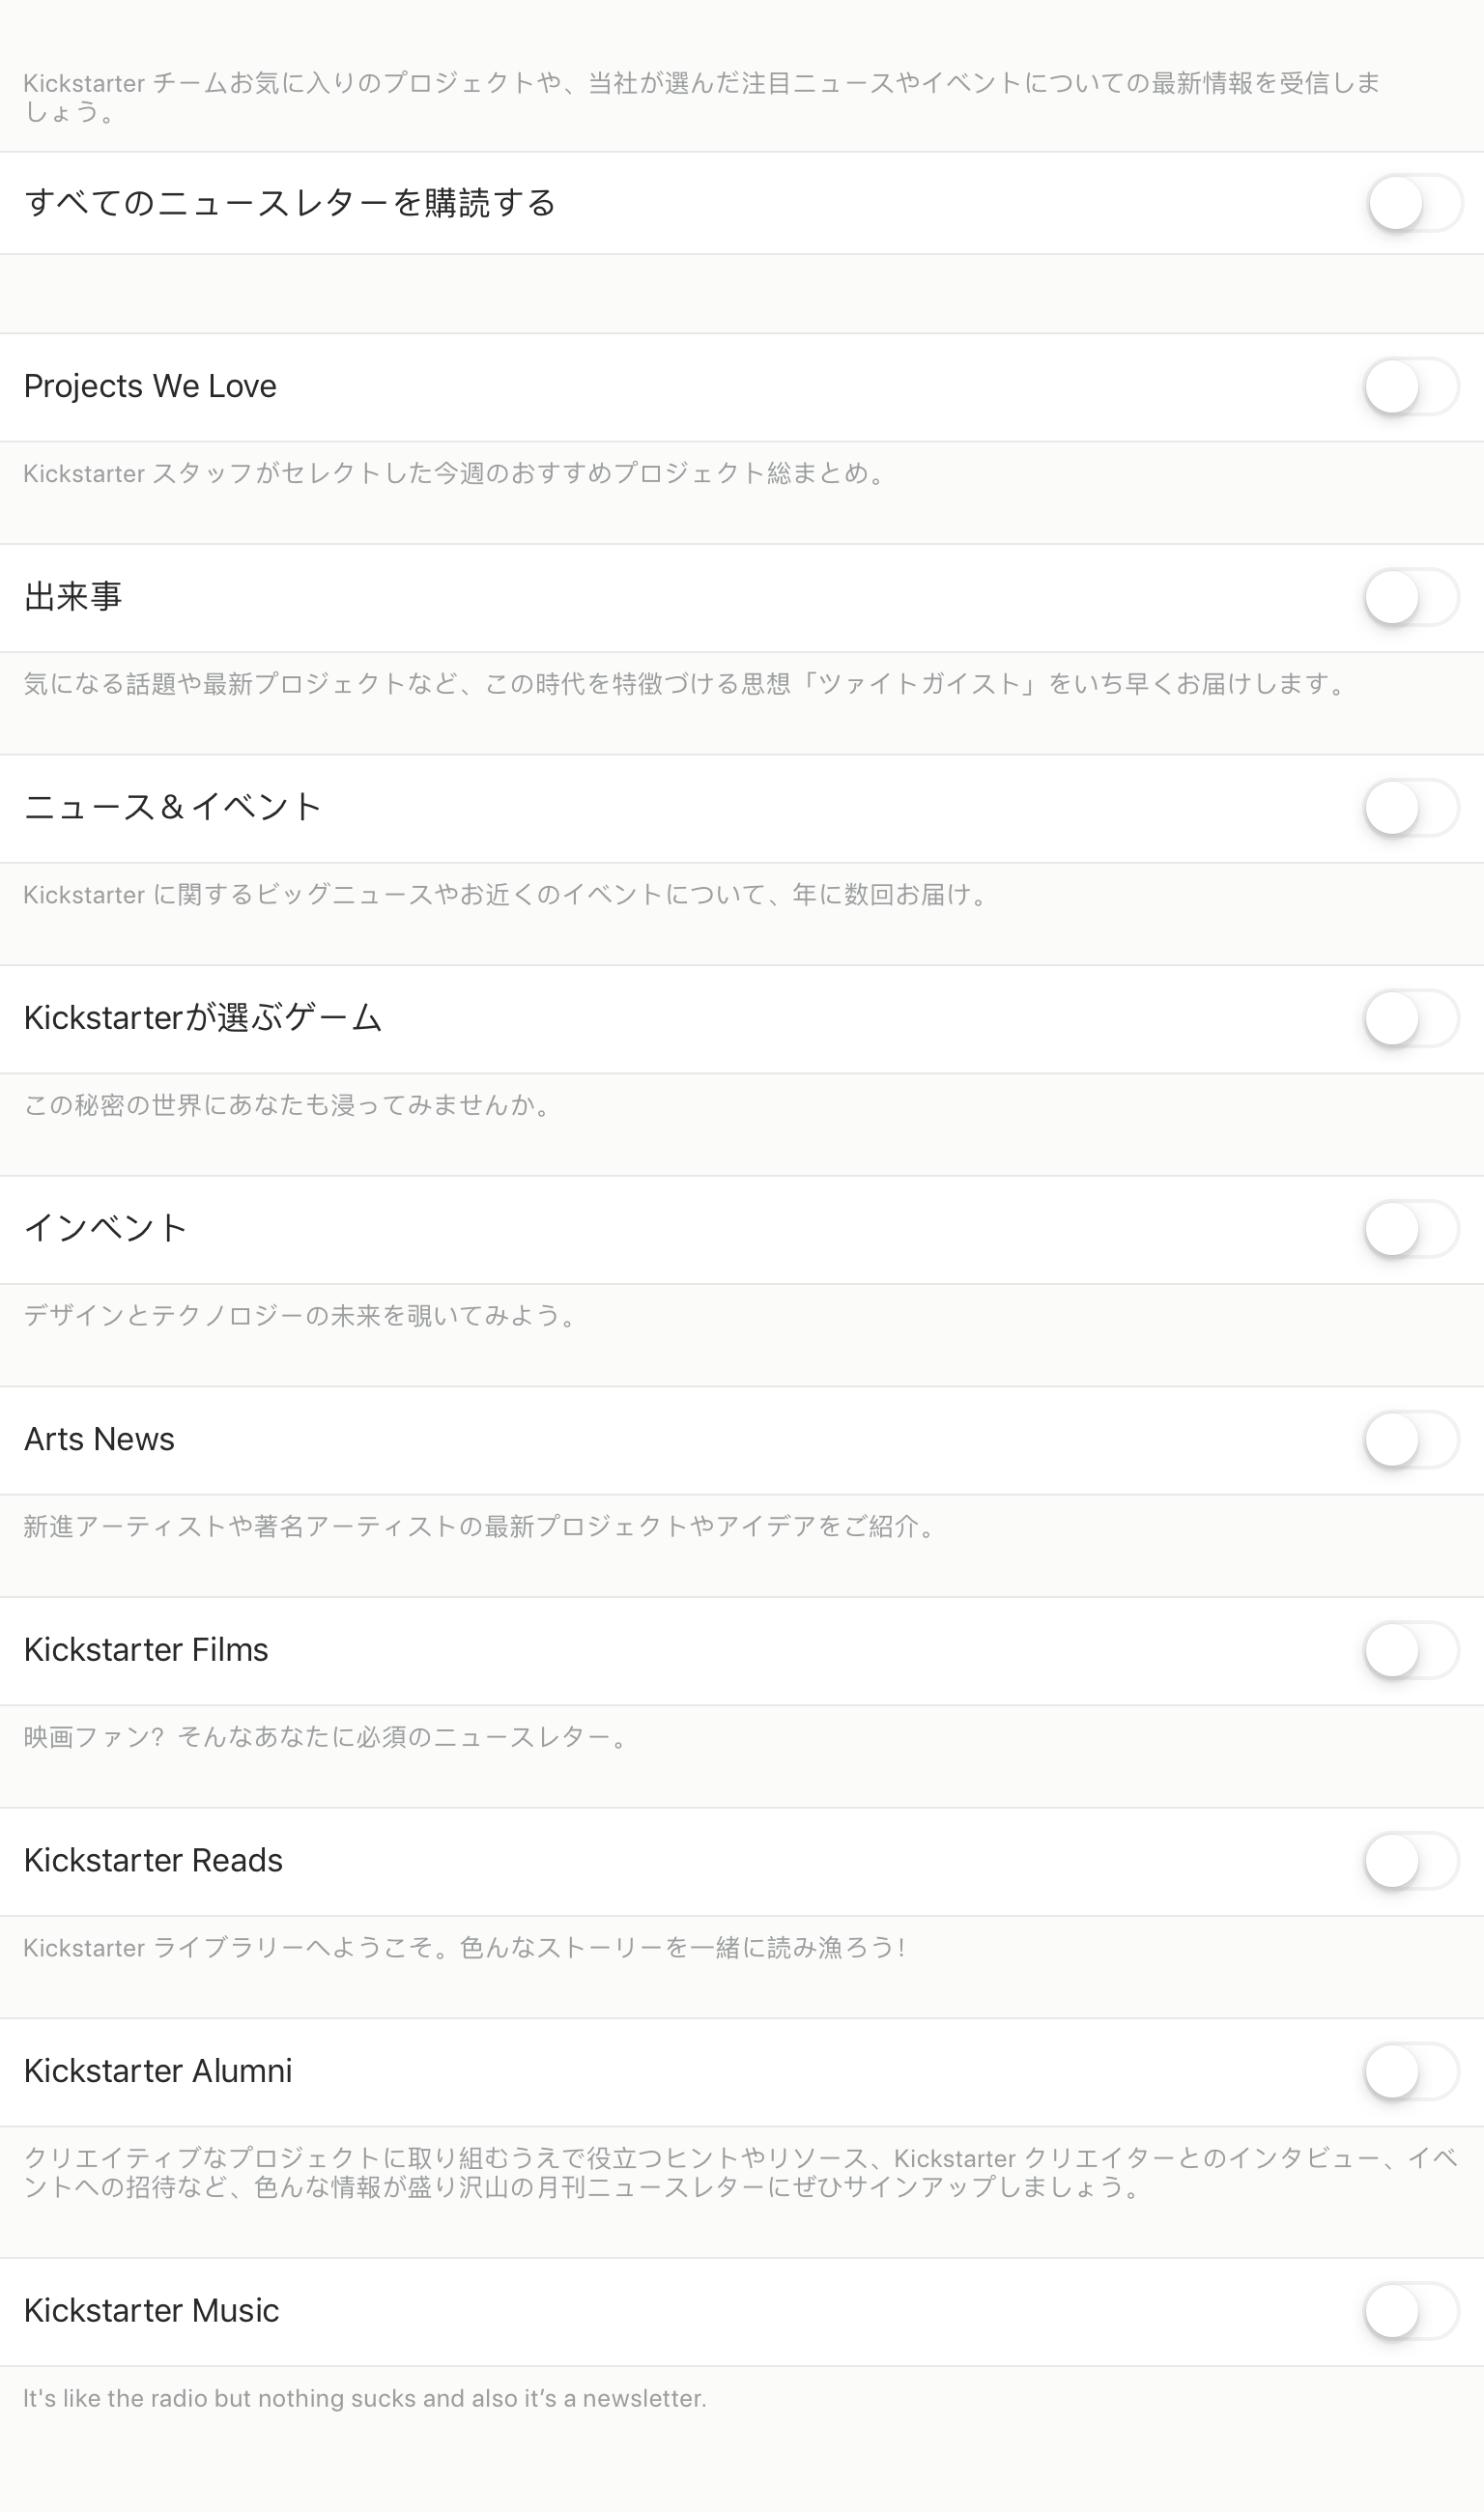 Kickstarter チームお気に入りのプロジェクトや、当社が選んだ注目ニュースやイベントについての最新情報を受信しま
しょう。
すべてのニュースレターを購読する
Projects We Love
Kickstarter スタッフがセレクトした今週のおすすめプロジェクト総まとめ。
出来事
気になる話題や最新プロジェクトなど、この時代を特徴づける思想「ツァイトガイスト」をいち早くお届けします。
ニュース＆イベント
Kickstarter に関するビッグニュースやお近くのイベントについて、年に数回お届け。
Kickstarterが選ぶゲーム
この秘密の世界にあなたも浸ってみませんか。
インベント
デザインとテクノロジーの未来を覗いてみよう。
Arts News
新進アーティストや著名アーティストの最新プロジェクトやアイデアをご紹介。
Kickstarter Films
映画ファン？そんなあなたに必須のニュースレター。
Kickstarter Reads
Kickstarter ライブラリーへようこそ。色んなストーリーを一緒に読み漁ろう！
Kickstarter Alumni
クリエイティブなプロジェクトに取り組むうえで役立つヒントやリソース、Kickstarter クリエイターとのインタビュー、イベ
ントへの招待など、色んな情報が盛り沢山の月刊ニュースレターにぜひサインアップしましょう。
Kickstarter Music
It's like the radio but nothing sucks and also it’s a newsletter.